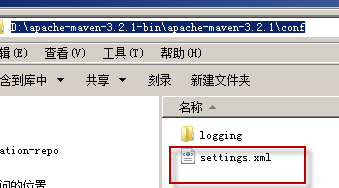 D:\apache-maven-3.2.1-bin\apache-maven-3.2.1\conf
辑(E) 查看(V) 工具(T) 帮助(H)
含到库中 共享 刻录 新建文件夹
名称
logging
ation-repo
settings.xml
问的位置